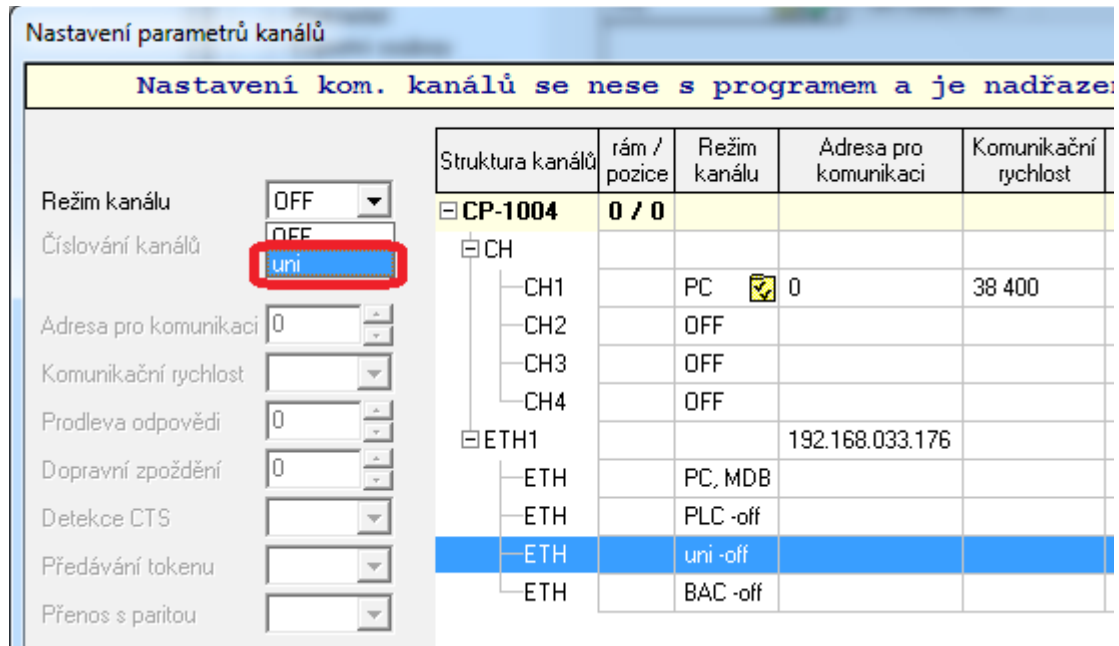 Nastavení parametrů kanálů
Nastavení kom. kanálů se nese s programem a je nadřaze
Režim kanálu OFF
OFF
uni
Číslování kanálů
Adresa pro komunikaci 0
Komunikační rychlost
Prodleva odpovědi 0
Dopravní zpoždění 0
Detekce CTS
Předávání tokenu
Přenos s paritou
Struktura kanálů rám / pozice Režim kanálu Adresa pro komunikaci Komunikační rychlost
CP-1004 0 / 0
CH
CH1 PC 0 38 400
CH2 OFF
CH3 OFF
CH4 OFF
ETH1 192.168.033.176
ETH PC, MDB
ETH PLC -off
ETH uni -off
ETH BAC -off